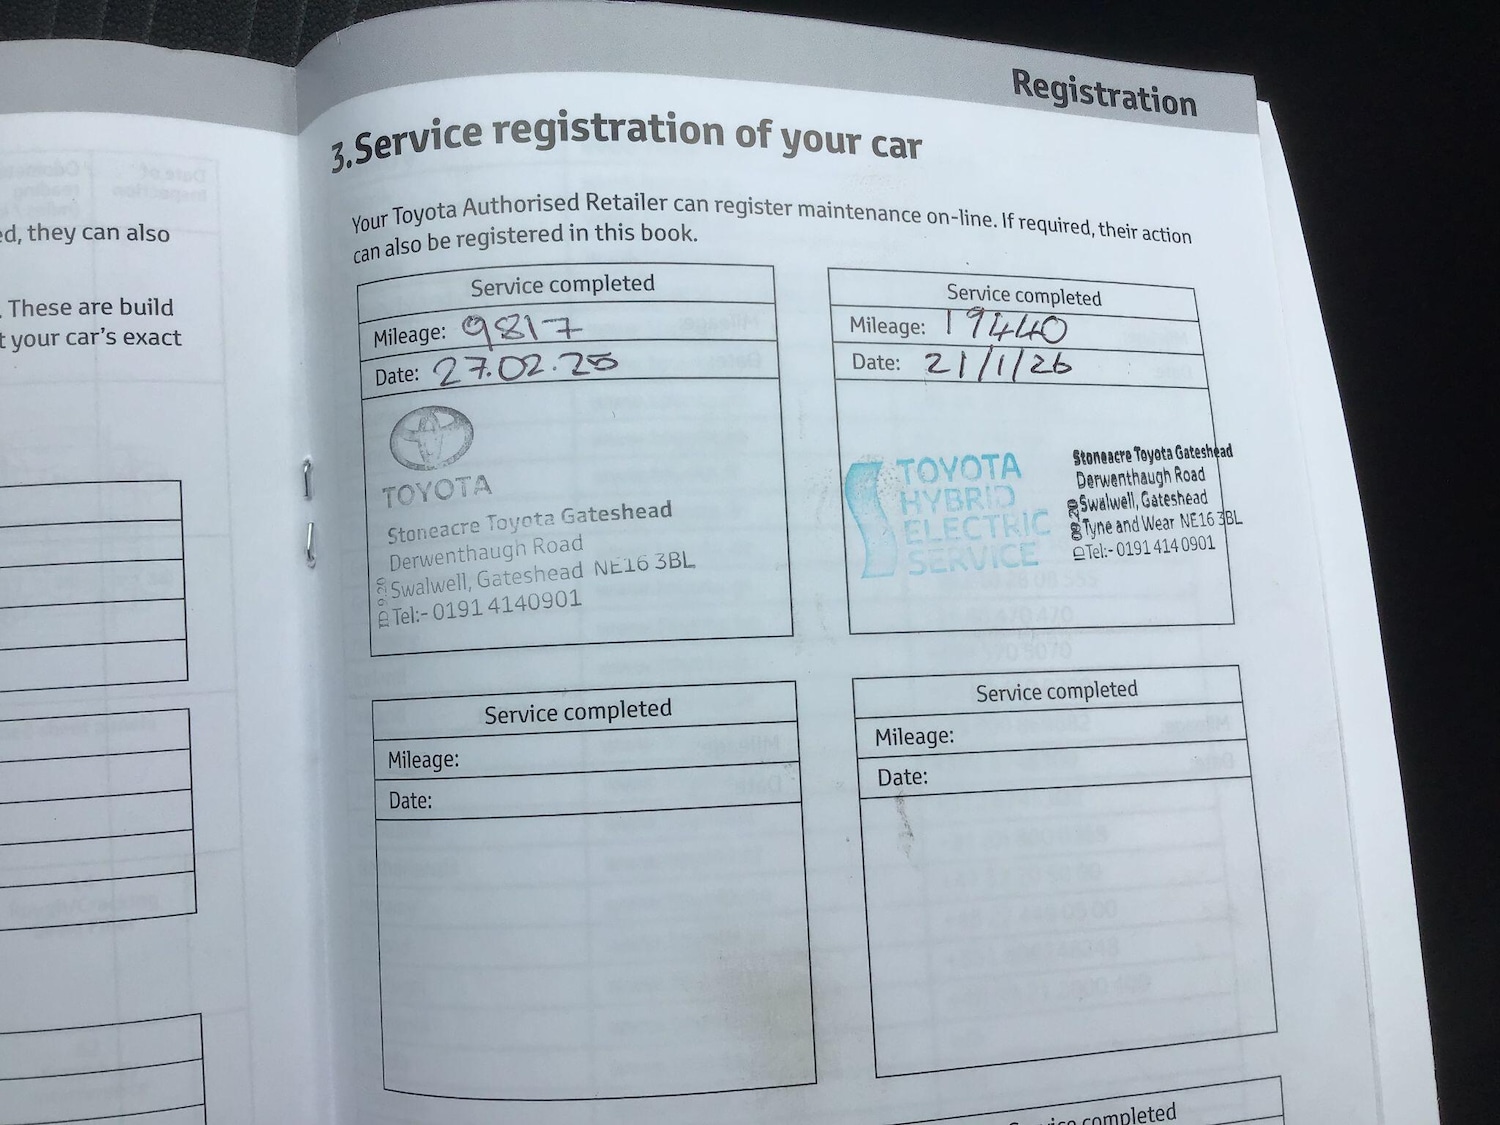 Registration
3.Service registration of your car
Your Toyota Authorised Retailer can register maintenance on-line. If required, their action
can also be registered in this book.
ed, they can also
. These are build
t your car's exact
Service completed
Mileage: 9817
Date: 27.02.25
TOYOTA
Stoneacre Toyota Gateshead
Derwenthaugh Road
Swalwell, Gateshead NE16 3BL
Tel:- 0191 4140901
Service completed
Mileage: 19440
Date: 21/1/26
TOYOTA
HYBRID
ELECTRIC
SERVICE
Stoneacre Toyota Gateshead
Derwenthaugh Road
Swalwell, Gateshead
Tyne and Wear NE16 3BL
Tel:- 0191 414 0901
Service completed
Mileage:
Date:
Service completed
Mileage:
Date:
Service completed